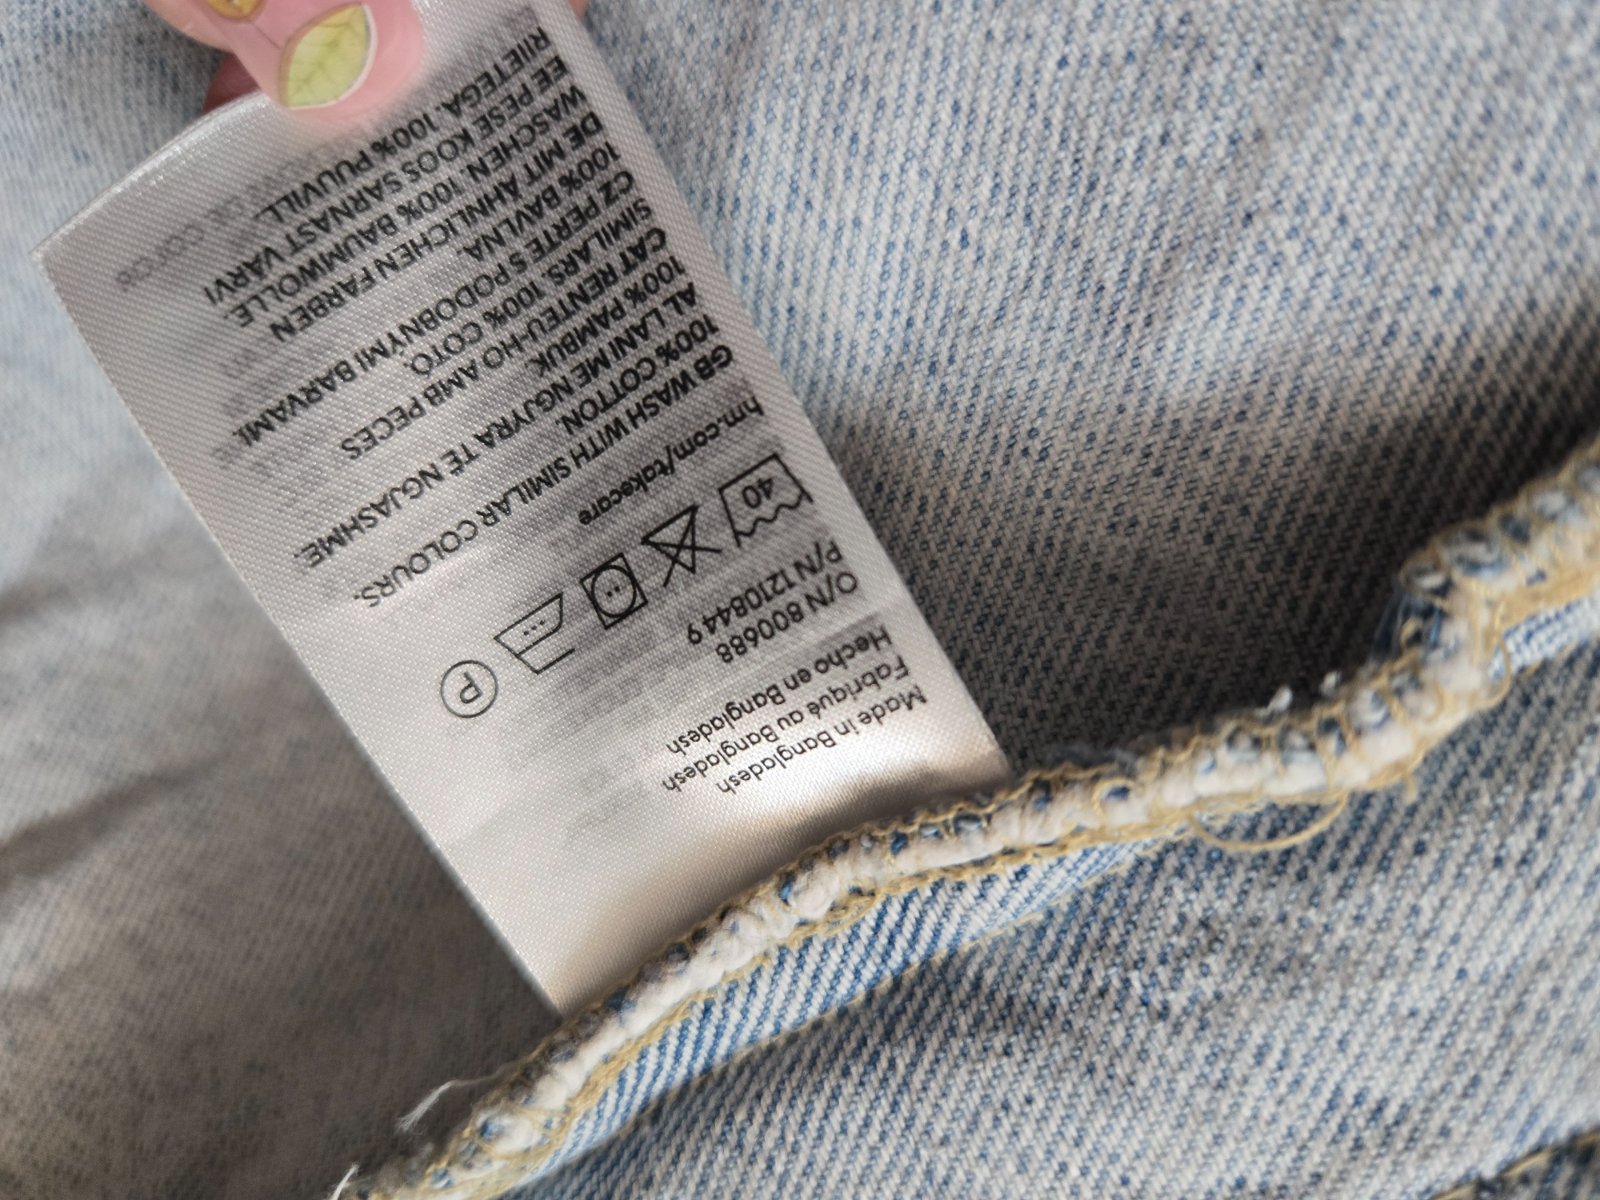 Made in Bangladesh
Fabriqué au Bangladesh
Hecho en Bangladesh
O/N 800688
P/N 12108449
40
P
hm.com/takecare
GB WASH WITH SIMILAR COLOURS.
100% COTTON.
AL LANI ME NGJYRA TË NGJASHME.
100% PAMBUK.
CAT RENTEU-HO AMB PECES
SIMILARS. 100% COTÓ.
CZ PERTE S PODOBNÝMI BARVAMI.
100% BAVLNA.
DE MIT ÄHNLICHEN FARBEN
WASCHEN. 100% BAUMWOLLE.
EE PESE KOOS SARNAST VÄRVI
RIIETEGA. 100% PUUVILL.